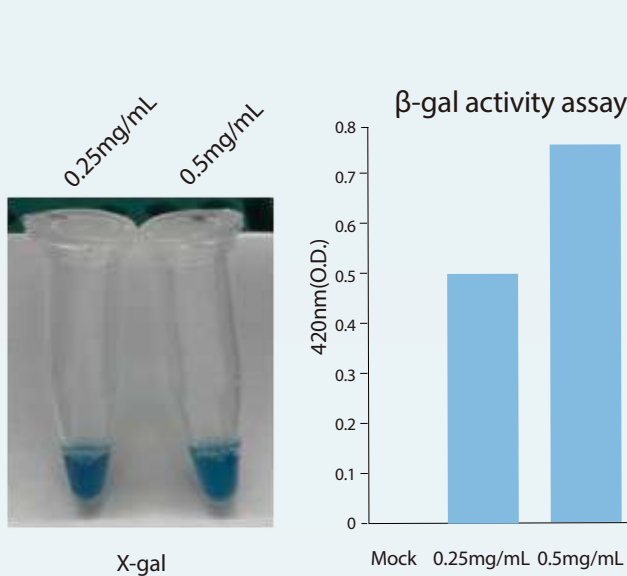 0.25mg/mL
0.5mg/mL
X-gal
β-gal activity assay
420nm(O.D.)
0.8
0.7
0.6
0.5
0.4
0.3
0.2
0.1
0
Mock 0.25mg/mL 0.5mg/mL